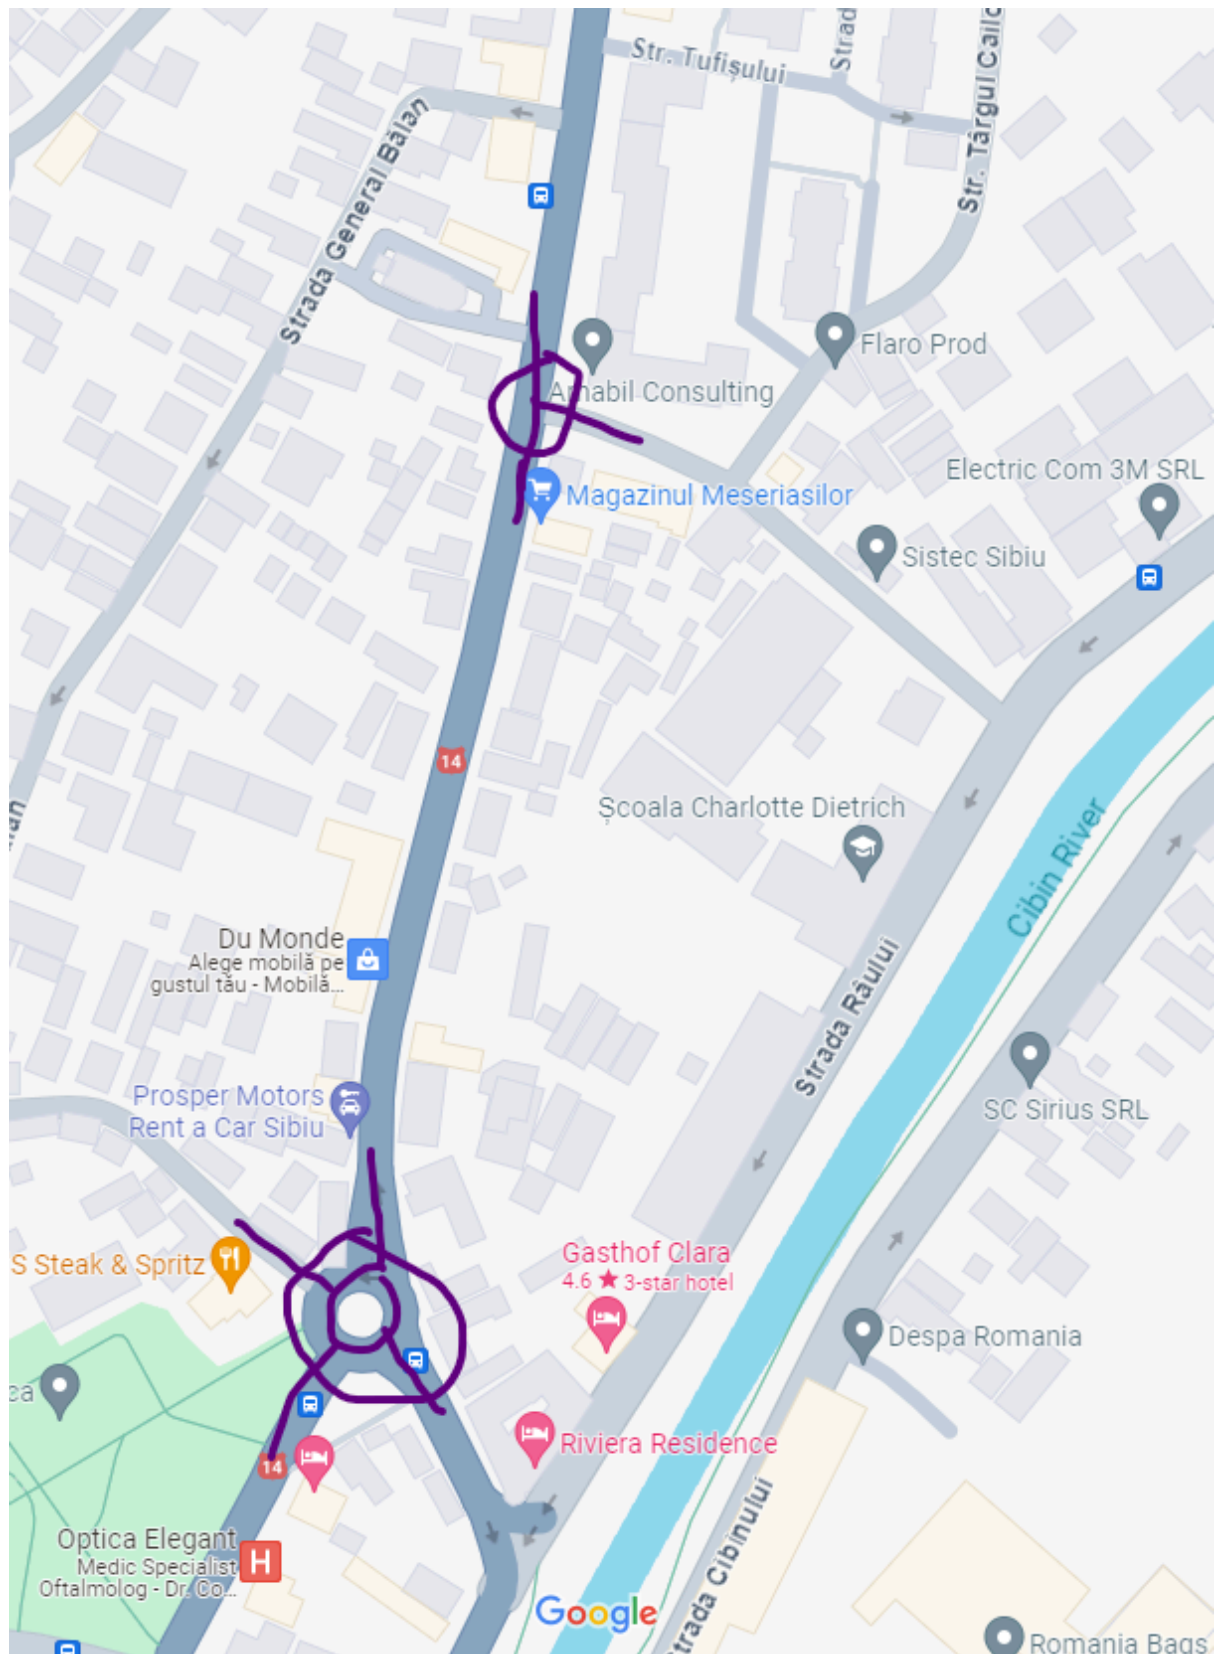 Str. Tufișului
Strad
Str. Târgul Cailo
Strada General Bălan
Flaro Prod
Amabil Consulting
Electric Com 3M SRL
Magazinul Meseriasilor
Sistec Sibiu
14
Școala Charlotte Dietrich
Cibin River
Du Monde
Alege mobilă pe
gustul tău - Mobilă...
Strada Râului
Prosper Motors
Rent a Car Sibiu
SC Sirius SRL
S Steak & Spritz
Gasthof Clara
4.6 ★ 3-star hotel
Despa Romania
ca
Riviera Residence
14
Optica Elegant
Medic Specialist
Oftalmolog - Dr. Co...
H
Strada Cibinului
Google
Romania Bags